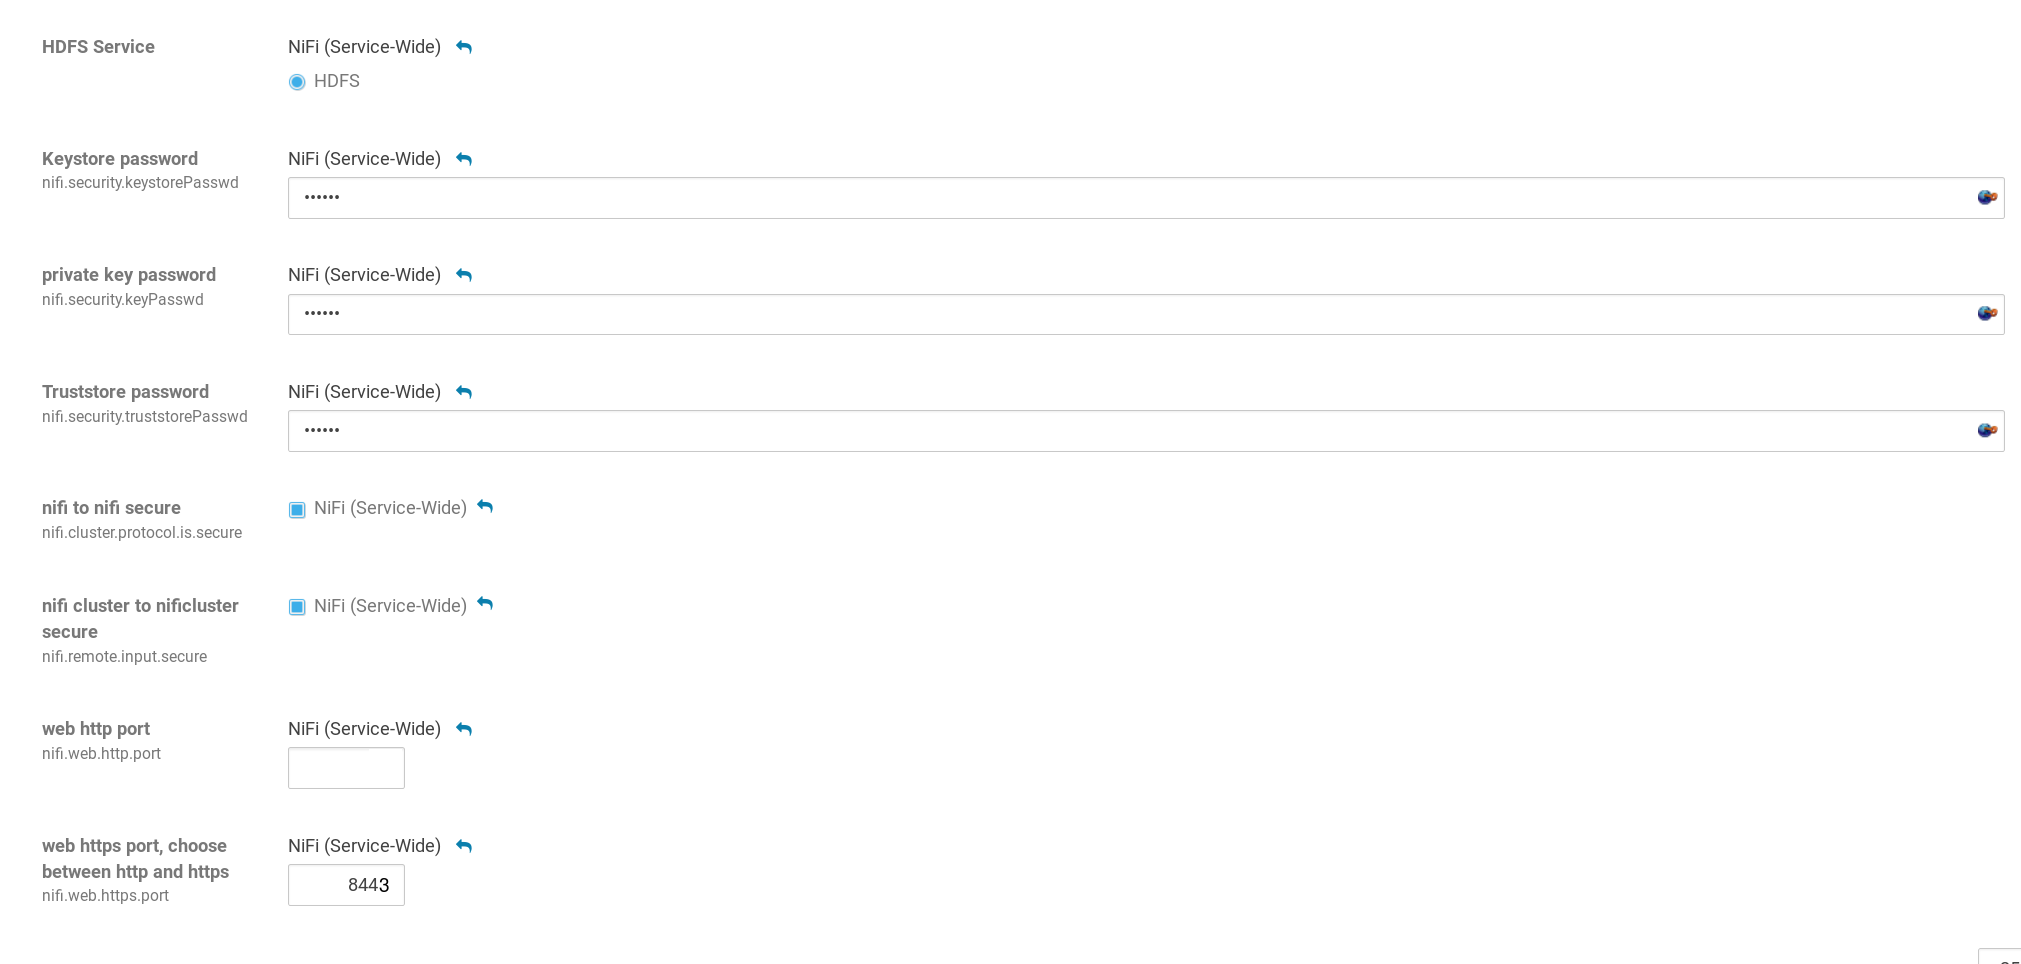 HDFS Service
NiFi (Service-Wide)
HDFS
Keystore password
NiFi (Service-Wide)
nifi.security.keystorePasswd
••••••
private key password
NiFi (Service-Wide)
nifi.security.keyPasswd
••••••
Truststore password
NiFi (Service-Wide)
nifi.security.truststorePasswd
••••••
nifi to nifi secure
NiFi (Service-Wide)
nifi.cluster.protocol.is.secure
nifi cluster to nificluster
secure
NiFi (Service-Wide)
nifi.remote.input.secure
web http port
NiFi (Service-Wide)
nifi.web.http.port
web https port, choose
between http and https
NiFi (Service-Wide)
nifi.web.https.port
8443